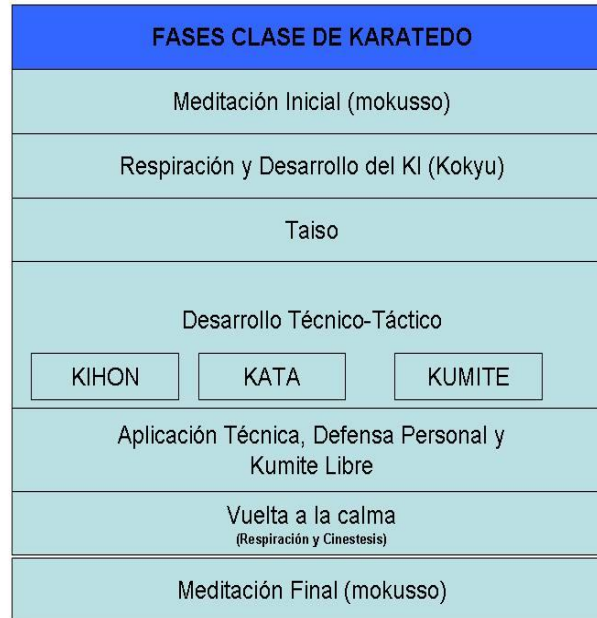 FASES CLASE DE KARATEDO
Meditación Inicial (mokusso)
Respiración y Desarrollo del KI (Kokyu)
Taiso
Desarrollo Técnico-Táctico
KIHON
KATA
KUMITE
Aplicación Técnica, Defensa Personal y
Kumite Libre
Vuelta a la calma
(Respiración y Cinestesis)
Meditación Final (mokusso)